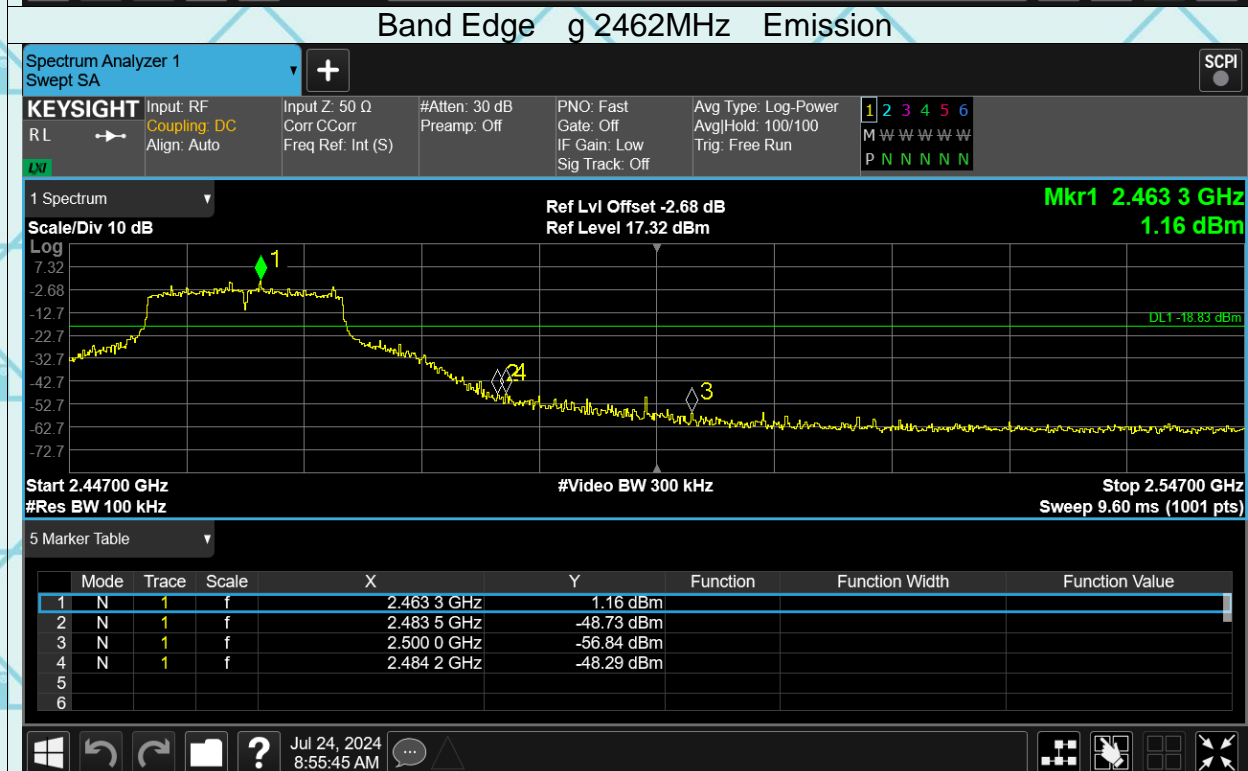 Band Edge g 2462MHz Emission
Spectrum Analyzer 1
Swept SA
SCPI
KEYSIGHT Input: RF Input Z: 50 Ω #Atten: 30 dB PNO: Fast Avg Type: Log-Power 1 2 3 4 5 6
R L Coupling: DC Corr CCorr Preamp: Off Gate: Off Avg|Hold: 100/100 M W W W W W
Align: Auto Freq Ref: Int (S) IF Gain: Low Trig: Free Run P N N N N N
LXI Sig Track: Off
1 Spectrum Ref Lvl Offset -2.68 dB Mkr1 2.463 3 GHz
Scale/Div 10 dB Ref Level 17.32 dBm 1.16 dBm
Log
1
7.32
-2.68
-12.7
DL1 -18.83 dBm
-22.7
-32.7
24
-42.7
3
-52.7
-62.7
-72.7
Start 2.44700 GHz #Video BW 300 kHz Stop 2.54700 GHz
#Res BW 100 kHz Sweep 9.60 ms (1001 pts)
5 Marker Table
Mode Trace Scale X Y Function Function Width Function Value
1 N 1 f 2.463 3 GHz 1.16 dBm
2 N 1 f 2.483 5 GHz -48.73 dBm
3 N 1 f 2.500 0 GHz -56.84 dBm
4 N 1 f 2.484 2 GHz -48.29 dBm
5
6
? Jul 24, 2024
8:55:45 AM